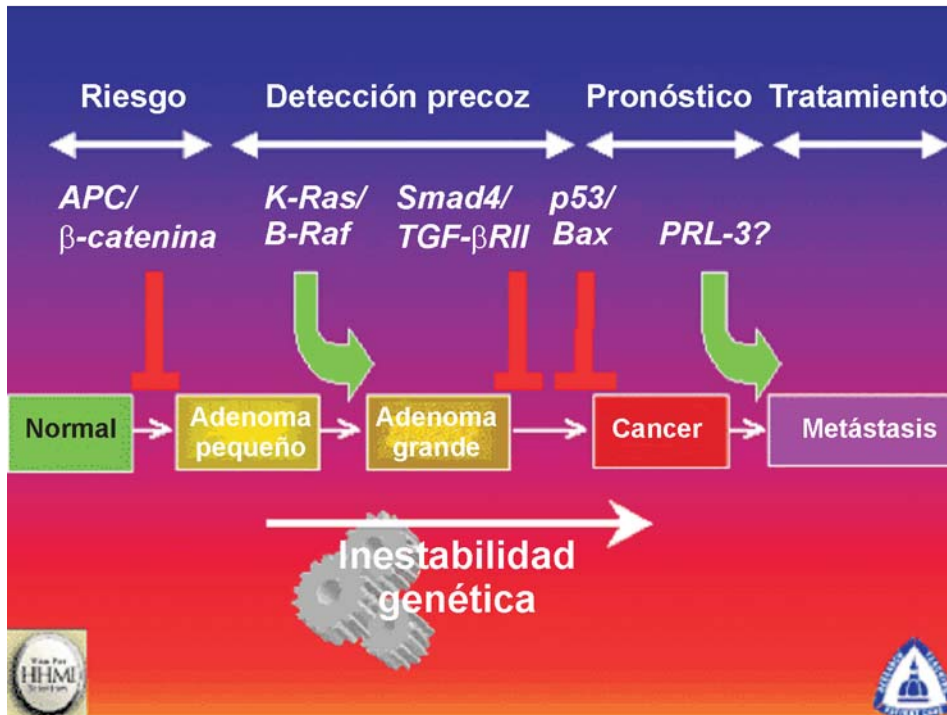 Riesgo
Detección precoz
Pronóstico
Tratamiento
APC/
β-catenina
K-Ras/
B-Raf
Smad4/
TGF-βRII
p53/
Bax
PRL-3?
Normal
Adenoma
pequeño
Adenoma
grande
Cancer
Metástasis
Inestabilidad
genética
HHMI